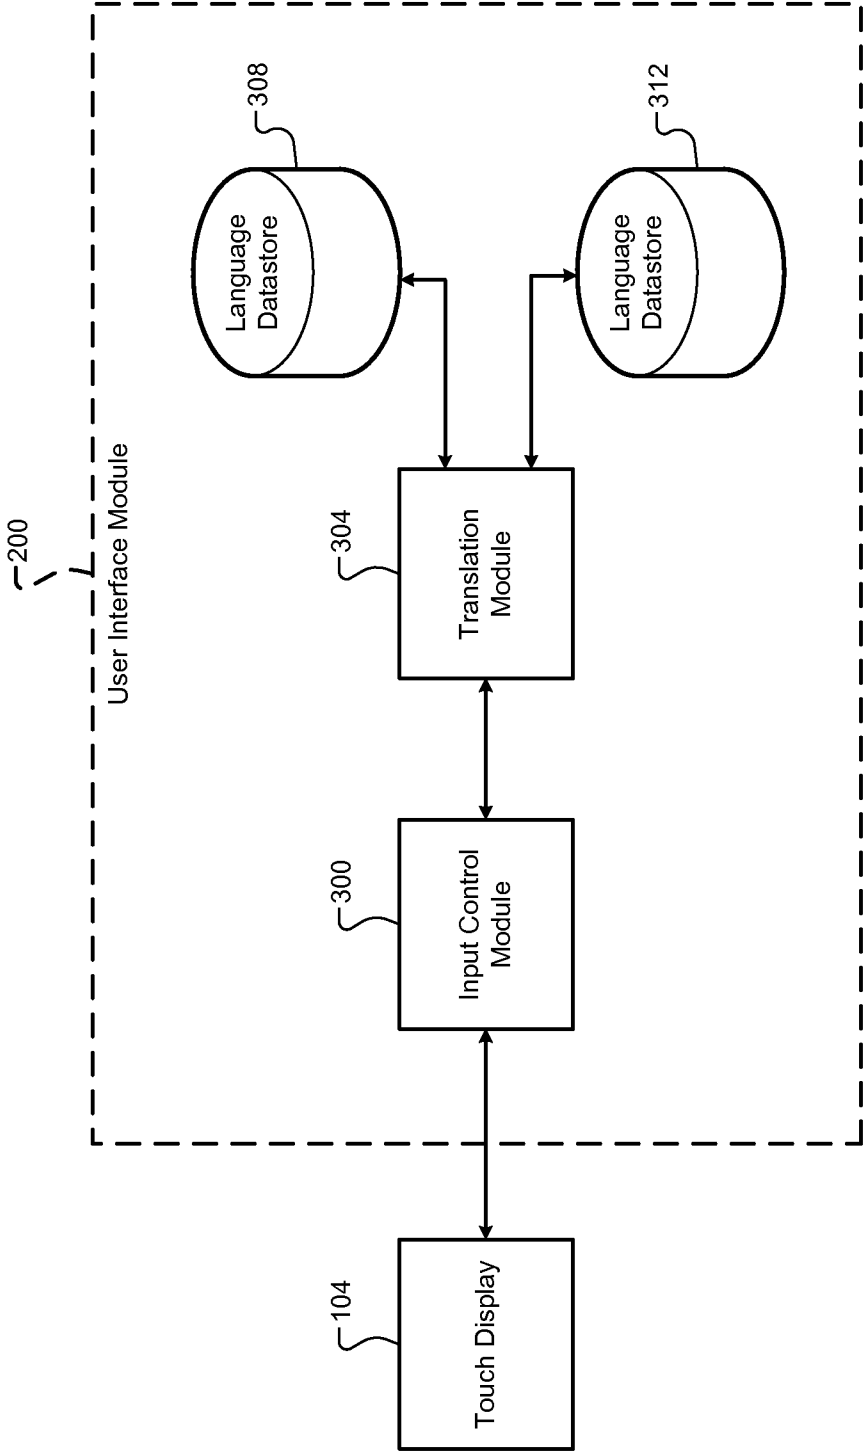 200
User Interface Module
308
Language
Datastore
104
Touch Display
300
Input Control
Module
304
Translation
Module
312
Language
Datastore